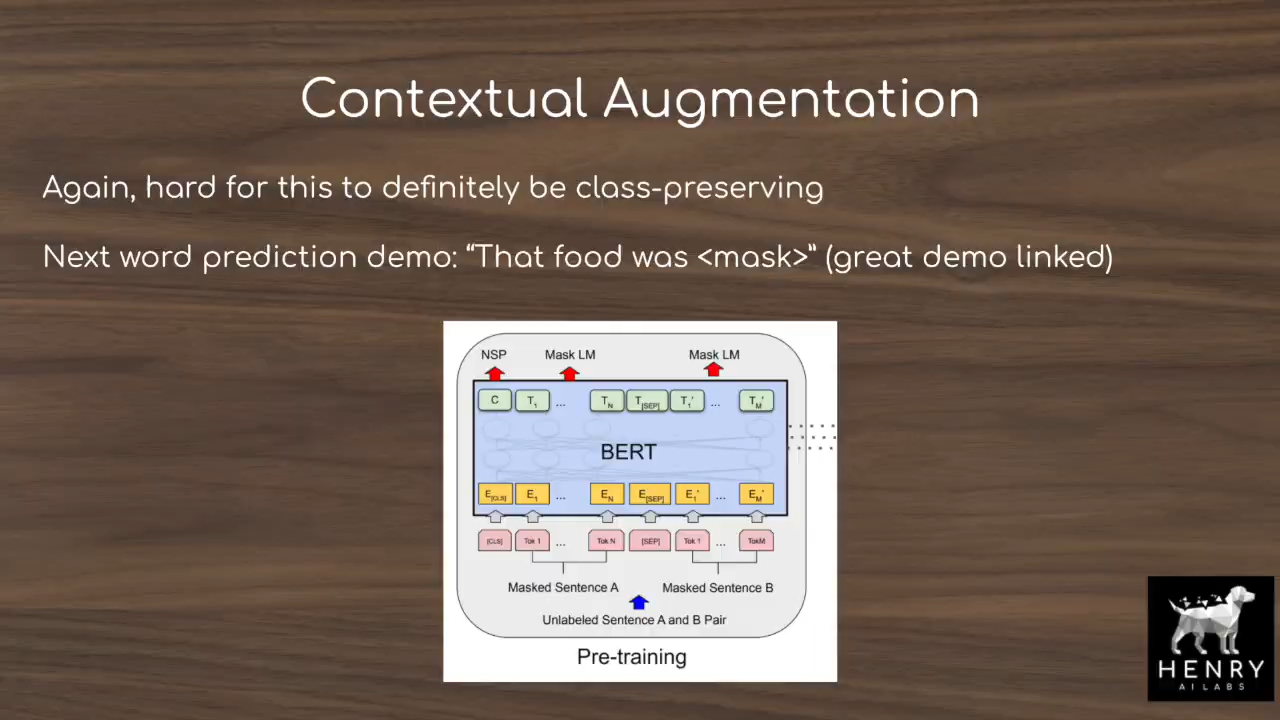 Contextual Augmentation
Again, hard for this to definitely be class-preserving
Next word prediction demo: “That food was <mask>” (great demo linked)
NSP Mask LM Mask LM
C T1 ... TN T[SEP] T1’ ... TM’
BERT
E[CLS] E1 ... EN E[SEP] E1’ ... EM’
[CLS] Tok 1 ... Tok N [SEP] Tok 1 ... TokM
Masked Sentence A Masked Sentence B
Unlabeled Sentence A and B Pair
Pre-training
HENRY
AI LABS